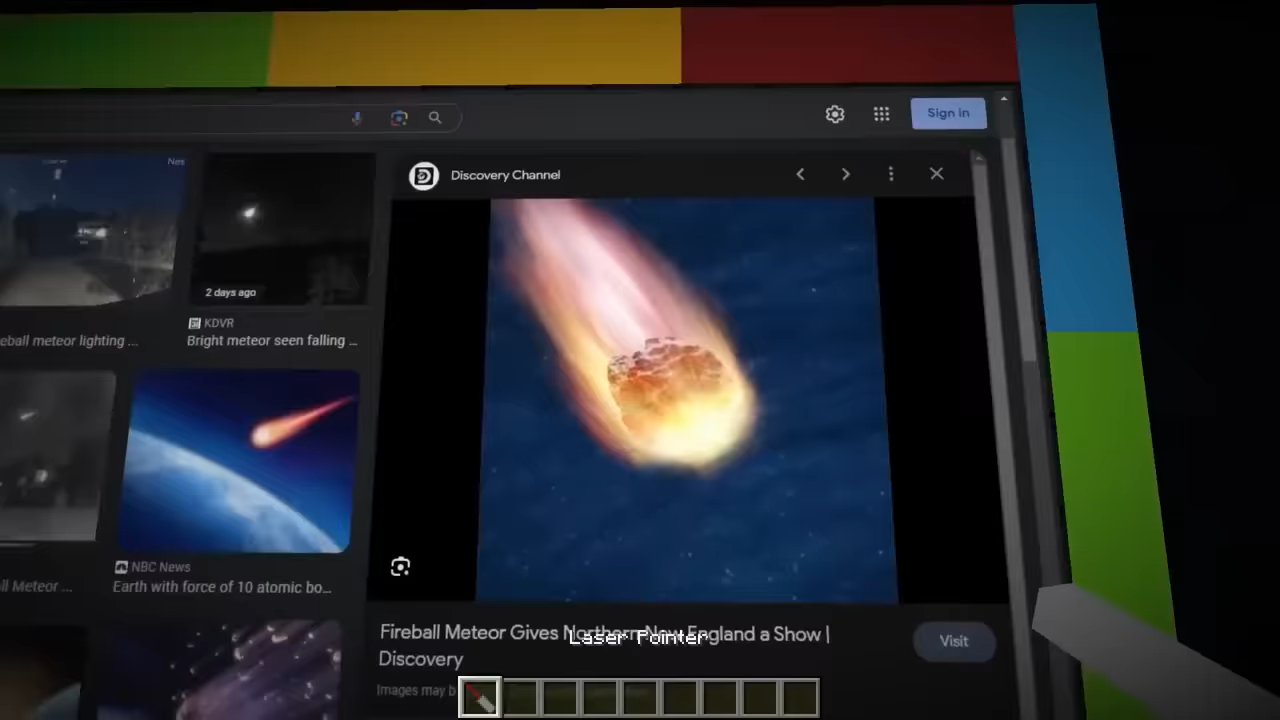 Sign in
Discovery Channel
2 days ago
KDVR
eball meteor lighting ...
Bright meteor seen falling ...
NBC News
ll Meteor ...
Earth with force of 10 atomic bo...
Fireball Meteor Gives Northern New England a Show |
Discovery
Visit
Laser Pointer
Images may b